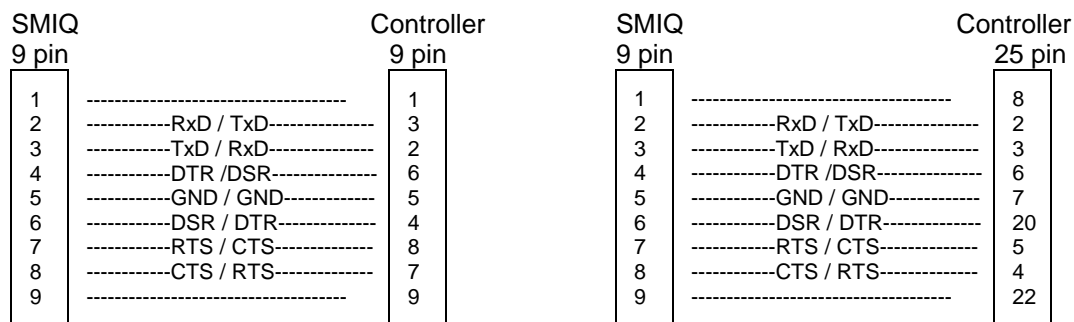 SMIQ Controller SMIQ Controller
9 pin 9 pin 9 pin 25 pin
1 ------------------------------------- 1 1 ------------------------------------- 8
2 ------------RxD / TxD--------------- 3 2 ------------RxD / TxD--------------- 2
3 ------------TxD / RxD--------------- 2 3 ------------TxD / RxD--------------- 3
4 ------------DTR /DSR--------------- 6 4 ------------DTR /DSR--------------- 6
5 ------------GND / GND------------- 5 5 ------------GND / GND------------- 7
6 ------------DSR / DTR-------------- 4 6 ------------DSR / DTR-------------- 20
7 ------------RTS / CTS-------------- 8 7 ------------RTS / CTS-------------- 5
8 ------------CTS / RTS-------------- 7 8 ------------CTS / RTS-------------- 4
9 ------------------------------------- 9 9 ------------------------------------- 22